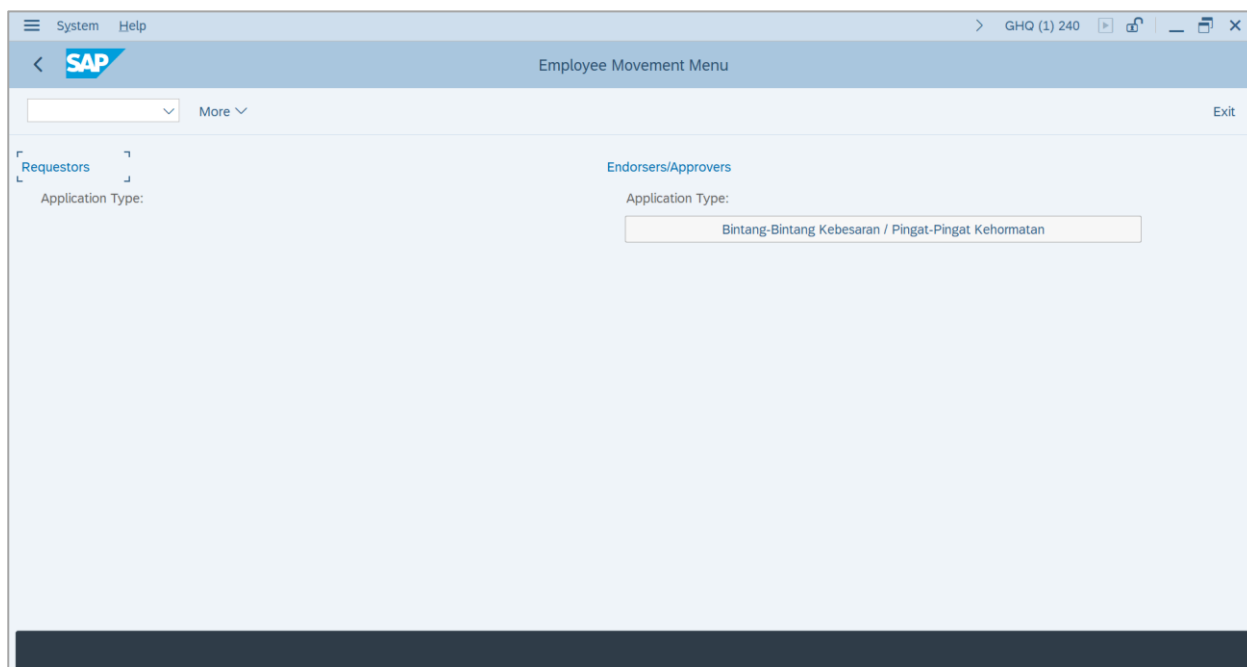 System Help GHQ (1) 240
SAP Employee Movement Menu
More Exit
Requestors Endorsers/Approvers
Application Type: Application Type:
Bintang-Bintang Kebesaran / Pingat-Pingat Kehormatan